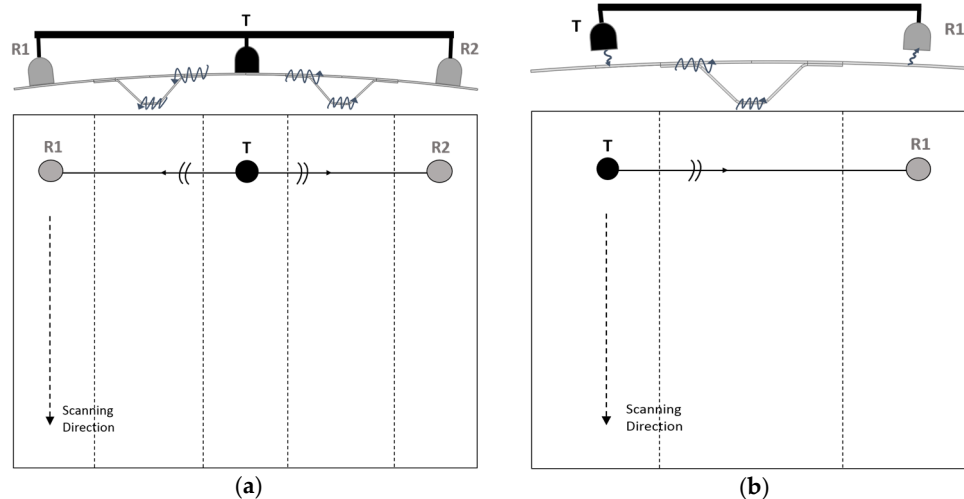 T
R1
R2
R1
T
R2
Scanning
Direction
(a)
T
R1
T
R1
Scanning
Direction
(b)